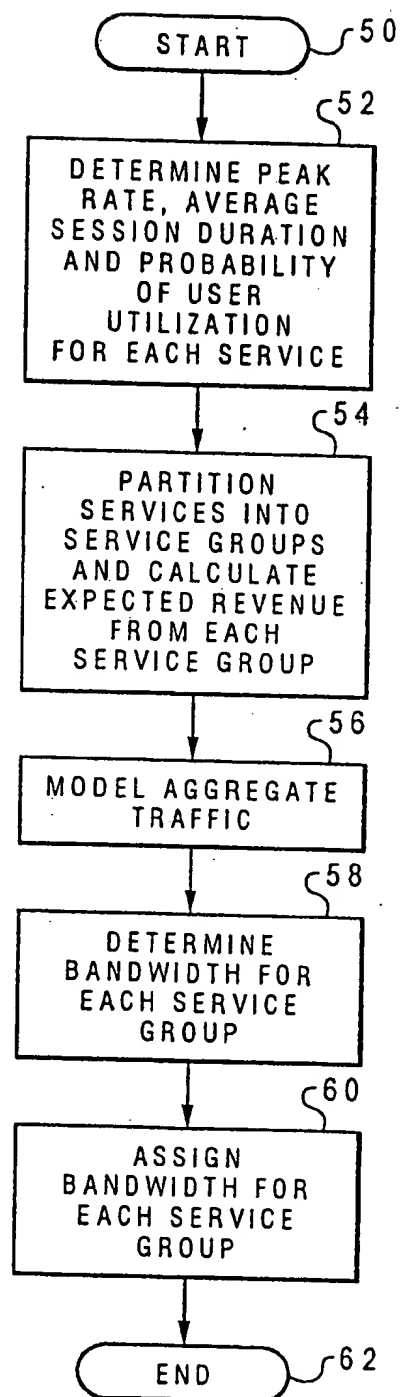 START
50
52
DETERMINE PEAK
RATE, AVERAGE
SESSION DURATION
AND PROBABILITY
OF USER
UTILIZATION
FOR EACH SERVICE
54
PARTITION
SERVICES INTO
SERVICE GROUPS
AND CALCULATE
EXPECTED REVENUE
FROM EACH
SERVICE GROUP
56
MODEL AGGREGATE
TRAFFIC
58
DETERMINE
BANDWIDTH FOR
EACH SERVICE
GROUP
60
ASSIGN
BANDWIDTH FOR
EACH SERVICE
GROUP
END
62